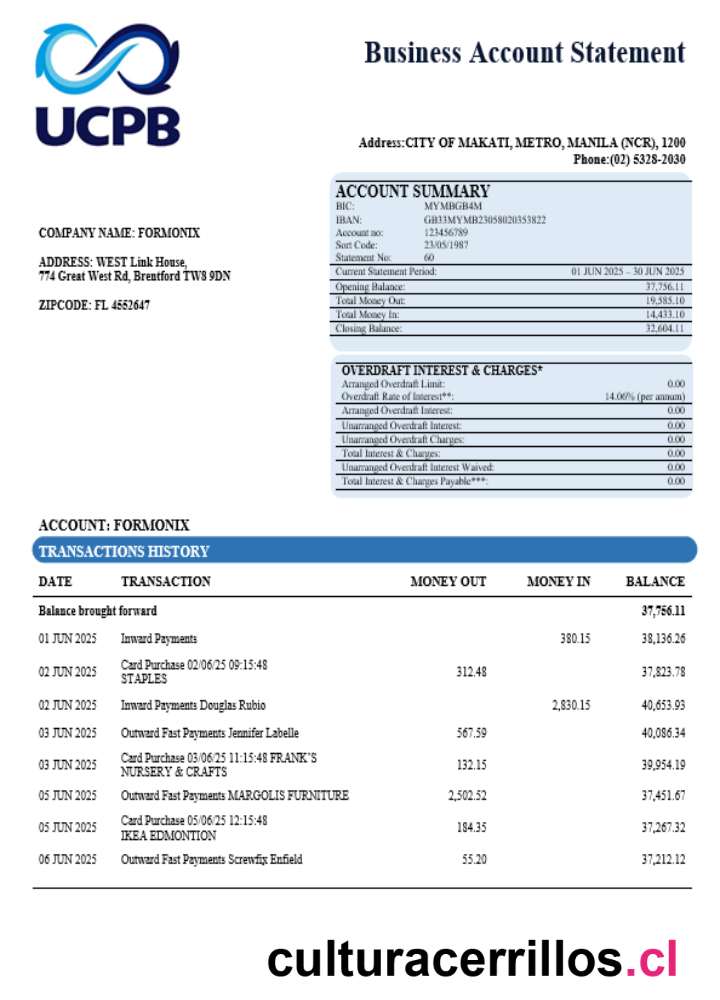 UCPB
Business Account Statement
Address:CITY OF MAKATI, METRO, MANILA (NCR), 1200
Phone:(02) 5328-2030
COMPANY NAME: FORMONIX
ADDRESS: WEST Link House,
774 Great West Rd, Brentford TW8 9DN
ZIPCODE: FL 4552647
ACCOUNT SUMMARY
BIC: MYMBGB4M
IBAN: GB33MYMB23058020353822
Account no: 123456789
Sort Code: 23/05/1987
Statement No: 60
Current Statement Period: 01 JUN 2025 – 30 JUN 2025
Opening Balance: 37,756.11
Total Money Out: 19,585.10
Total Money In: 14,433.10
Closing Balance: 32,604.11
OVERDRAFT INTEREST & CHARGES*
Arranged Overdraft Limit: 0.00
Overdraft Rate of Interest**: 14.06% (per annum)
Arranged Overdraft Interest: 0.00
Unarranged Overdraft Interest: 0.00
Unarranged Overdraft Charges: 0.00
Total Interest & Charges: 0.00
Unarranged Overdraft Interest Waived: 0.00
Total Interest & Charges Payable***: 0.00
ACCOUNT: FORMONIX
TRANSACTIONS HISTORY
DATE TRANSACTION MONEY OUT MONEY IN BALANCE
Balance brought forward 37,756.11
01 JUN 2025 Inward Payments 380.15 38,136.26
02 JUN 2025 Card Purchase 02/06/25 09:15:48 312.48 37,823.78
STAPLES
02 JUN 2025 Inward Payments Douglas Rubio 2,830.15 40,653.93
03 JUN 2025 Outward Fast Payments Jennifer Labelle 567.59 40,086.34
03 JUN 2025 Card Purchase 03/06/25 11:15:48 FRANK'S 132.15 39,954.19
NURSERY & CRAFTS
05 JUN 2025 Outward Fast Payments MARGOLIS FURNITURE 2,502.52 37,451.67
05 JUN 2025 Card Purchase 05/06/25 12:15:48 184.35 37,267.32
IKEA EDMONTION
06 JUN 2025 Outward Fast Payments Screwfix Enfield 55.20 37,212.12
culturacerrillos.cl